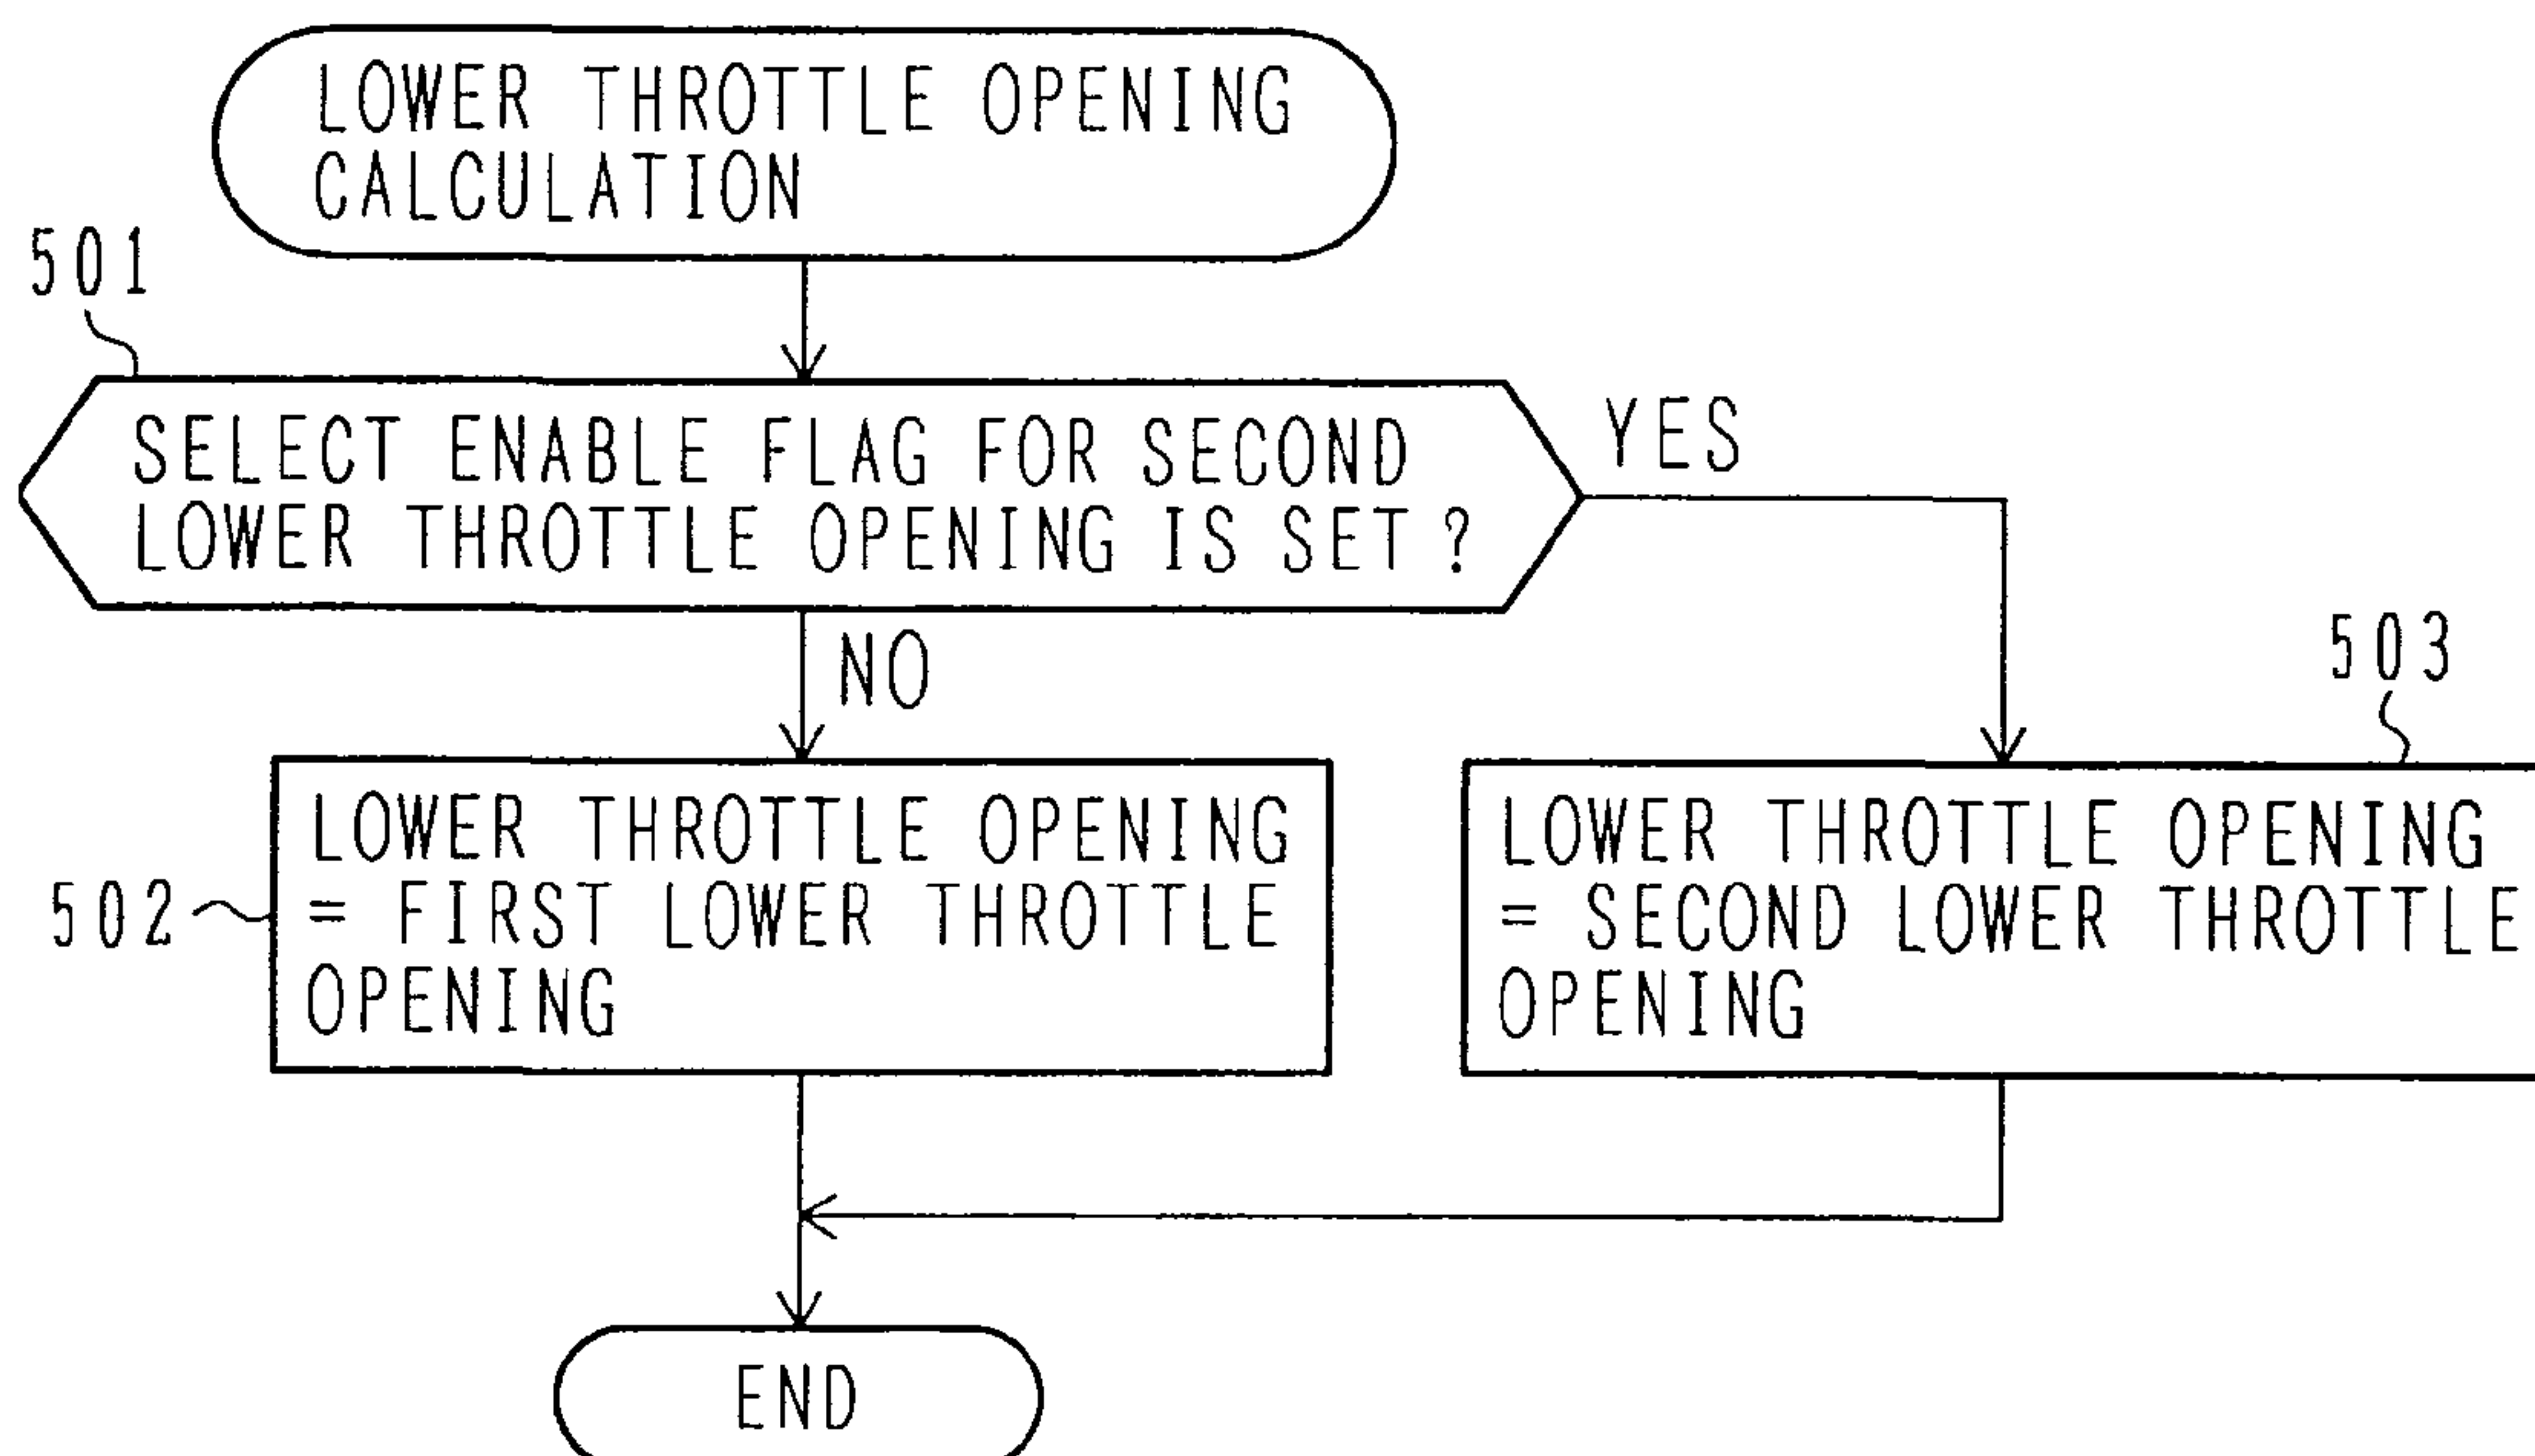 LOWER THROTTLE OPENING
CALCULATION
501
SELECT ENABLE FLAG FOR SECOND
LOWER THROTTLE OPENING IS SET?
YES
NO
503
LOWER THROTTLE OPENING
= FIRST LOWER THROTTLE
OPENING
502
LOWER THROTTLE OPENING
= SECOND LOWER THROTTLE
OPENING
END